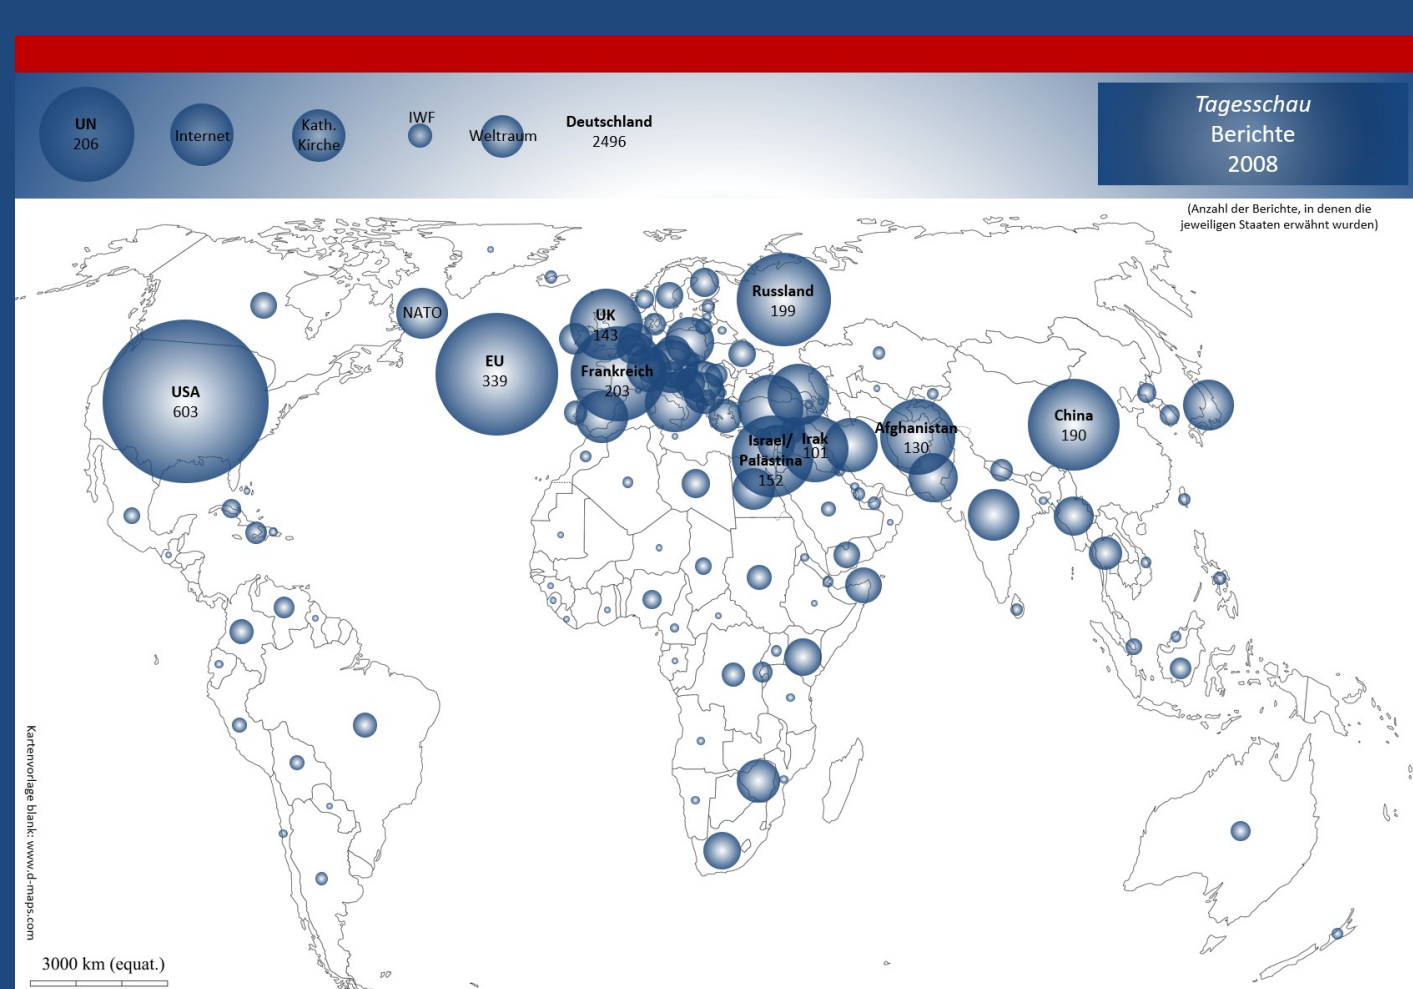 UN
206
Internet
Kath.
Kirche
IWF
Weltraum
Deutschland
2496
Tagesschau
Berichte
2008
(Anzahl der Berichte, in denen die
jeweiligen Staaten erwähnt wurden)
NATO
UK
143
Russland
199
EU
339
Frankreich
203
USA
603
China
190
Afghanistan
130
Israel/
Palästina
152
Irak
101
Kartenvorlage blank: www.d-maps.com
3000 km (equat.)